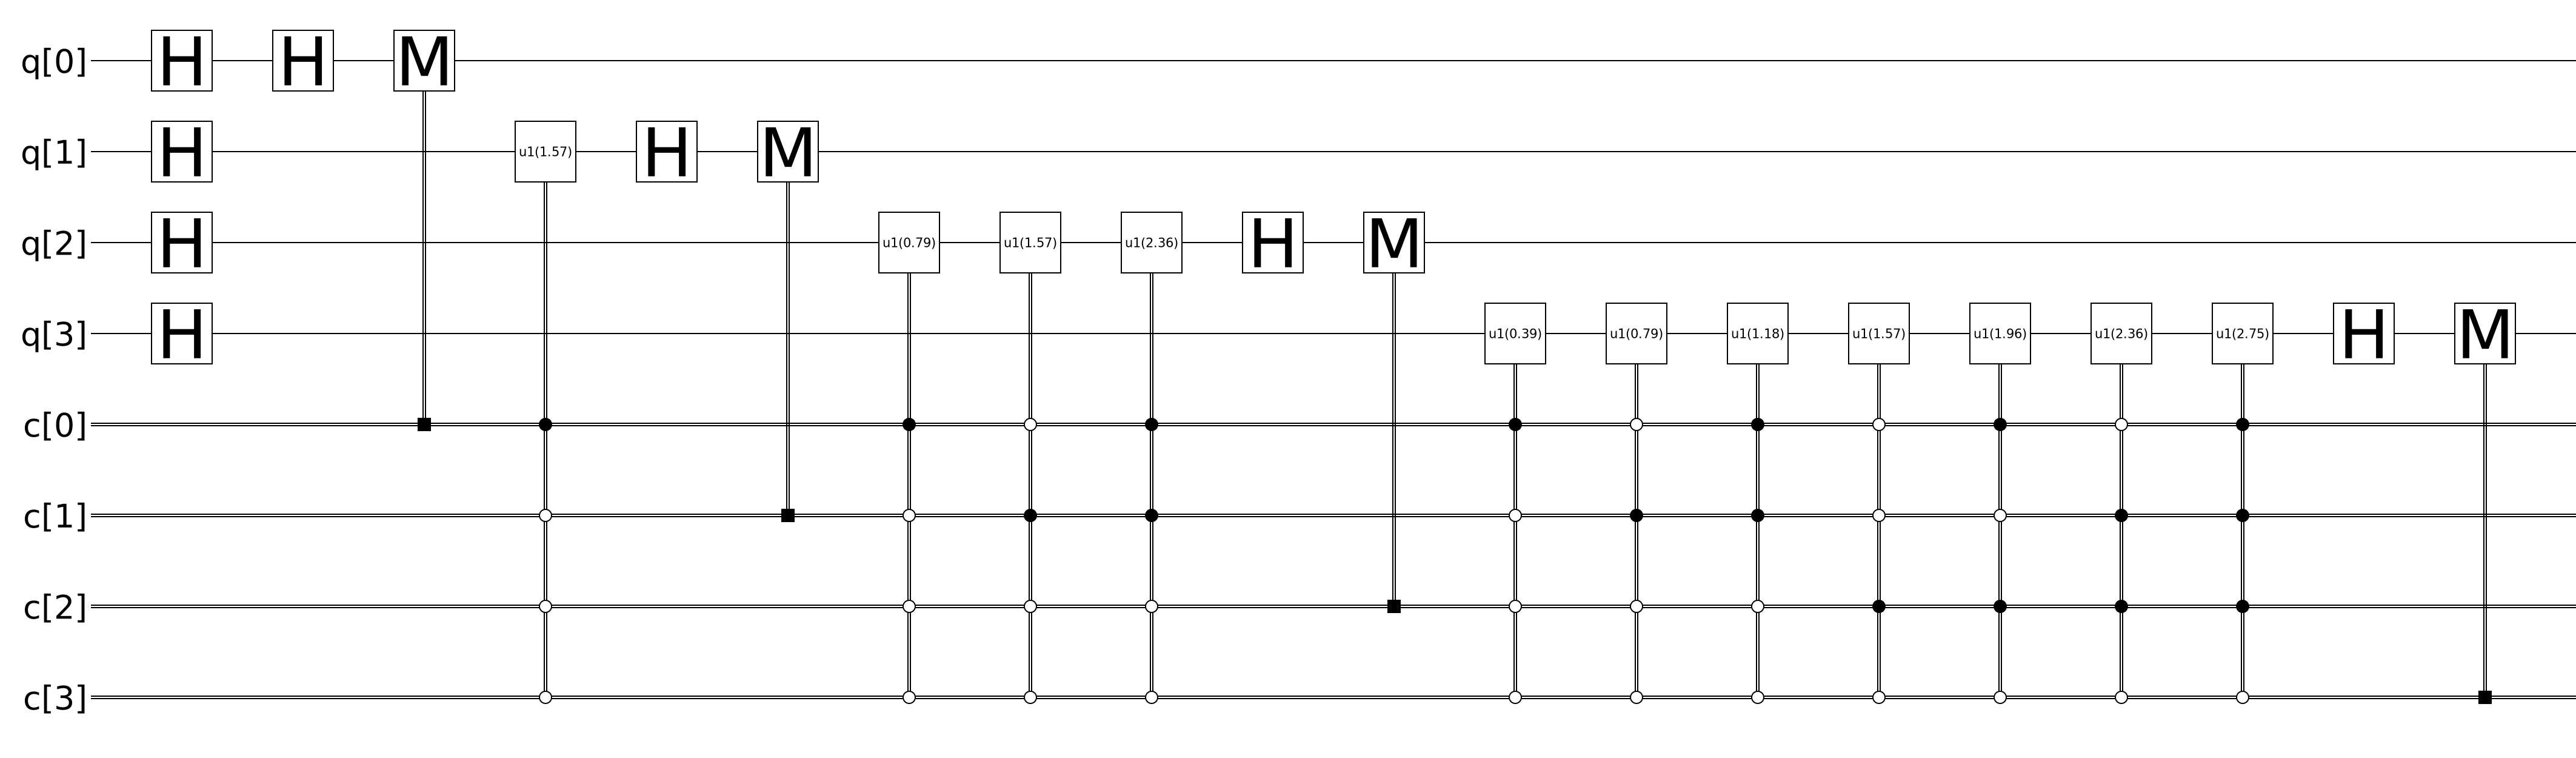 q[0] H H M
q[1] H u1(1.57) H M
q[2] H u1(0.79) u1(1.57) u1(2.36) H M
q[3] H u1(0.39) u1(0.79) u1(1.18) u1(1.57) u1(1.96) u1(2.36) u1(2.75) H M
c[0]
c[1]
c[2]
c[3]